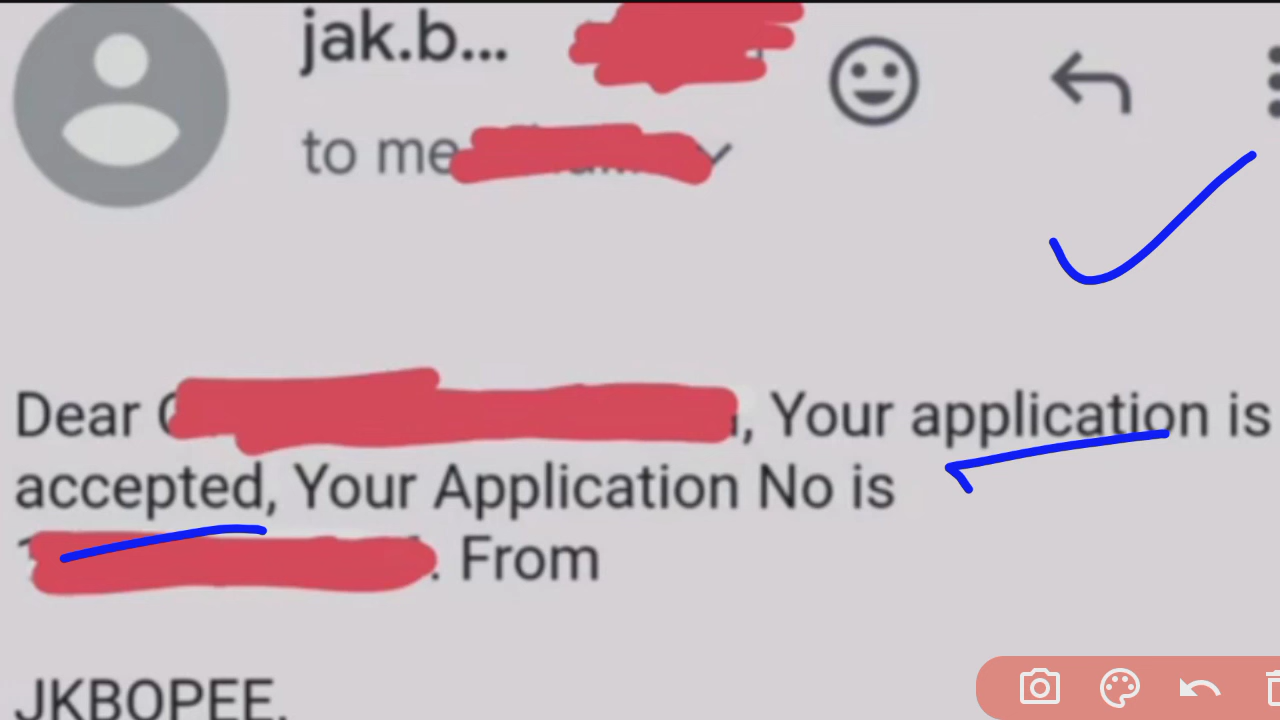 jak.b...
to me
Dear , Your application is
accepted, Your Application No is
. From
JKBOPEE.